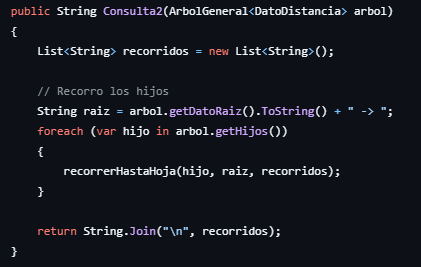 public String Consulta2(ArbolGeneral<DatoDistancia> arbol)
{
    List<String> recorridos = new List<String>();

    // Recorro los hijos
    String raiz = arbol.getDatoRaiz().ToString() + " -> ";
    foreach (var hijo in arbol.getHijos())
    {
        recorrerHastaHoja(hijo, raiz, recorridos);
    }

    return String.Join("\n", recorridos);
}